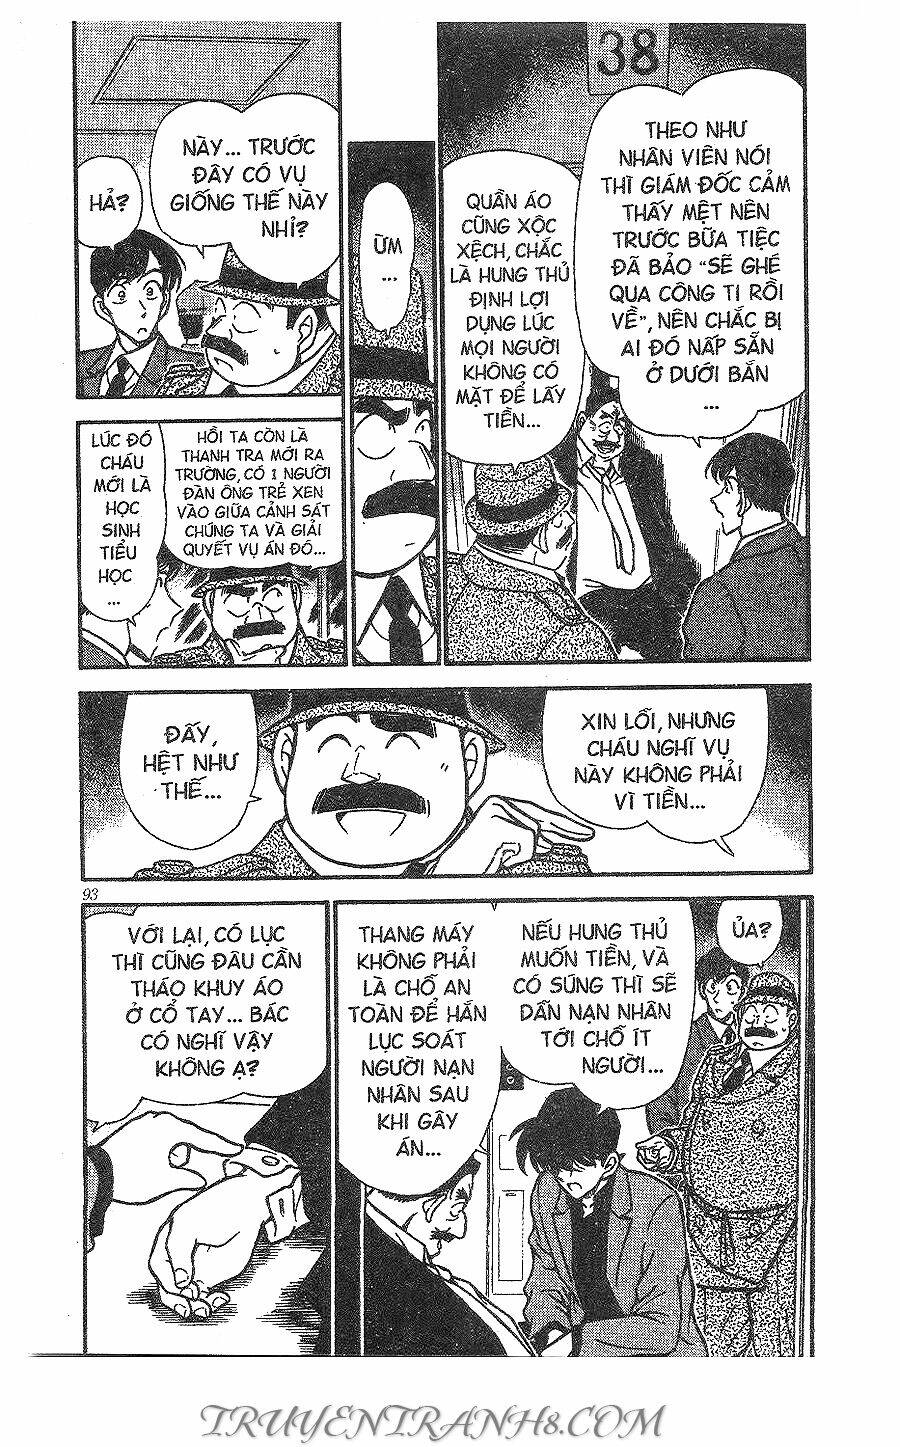 38
THEO NHƯ
NHÂN VIÊN NÓI
THÌ GIÁM ĐỐC CẢM
THẤY MỆT NÊN
TRƯỚC BỮA TIỆC
ĐÃ BẢO "SẼ GHÉ
QUA CÔNG TI RỒI
VỀ", NÊN CHẮC BỊ
AI ĐÓ NẤP SẴN
Ở DƯỚI BẮN
...
QUẦN ÁO
CŨNG XỘC
XỆCH, CHẮC
LÀ HUNG THỦ
ĐỊNH LỢI
DỤNG LÚC
MỌI NGƯỜI
KHÔNG CÓ
MẶT ĐỂ LẤY
TIỀN...
ỪM
...
NÀY... TRƯỚC
ĐÂY CÓ VỤ
GIỐNG THẾ NÀY
NHỈ?
HẢ?
HỒI TA CÒN LÀ
THANH TRA MỚI RA
TRƯỜNG, CÓ 1 NGƯỜI
ĐÀN ÔNG TRẺ XEN
VÀO GIỮA CẢNH SÁT
CHÚNG TA VÀ GIẢI
QUYẾT VỤ ÁN ĐÓ...
LÚC ĐÓ
CHÁU
MỚI LÀ
HỌC
SINH
TIỂU
HỌC
...
XIN LỖI, NHƯNG
CHÁU NGHĨ VỤ
NÀY KHÔNG PHẢI
VÌ TIỀN...
ĐẤY,
HỆT NHƯ
THẾ...
93
ỦA?
NẾU HUNG THỦ
MUỐN TIỀN, VÀ
CÓ SÚNG THÌ SẼ
DẪN NẠN NHÂN
TỚI CHỖ ÍT
NGƯỜI...
THANG MÁY
KHÔNG PHẢI
LÀ CHỖ AN
TOÀN ĐỂ HẮN
LỤC SOÁT
NGƯỜI NẠN
NHÂN SAU
KHI GÂY
ÁN...
VỚI LẠI, CÓ LỤC
THÌ CŨNG ĐÂU CẦN
THÁO KHUY ÁO
Ở CỔ TAY... BÁC
CÓ NGHĨ VẬY
KHÔNG Ạ?
TRUYENTRANH8.COM